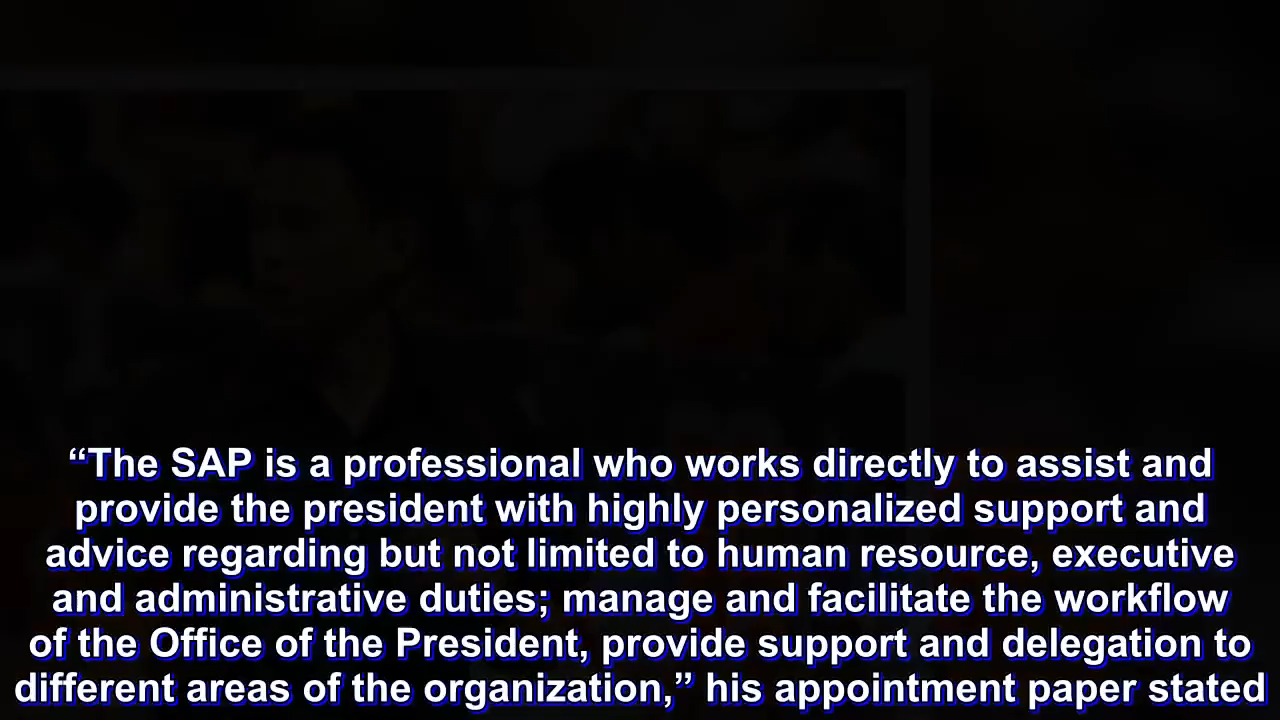 “The SAP is a professional who works directly to assist and
provide the president with highly personalized support and
advice regarding but not limited to human resource, executive
and administrative duties; manage and facilitate the workflow
of the Office of the President, provide support and delegation to
different areas of the organization,” his appointment paper stated